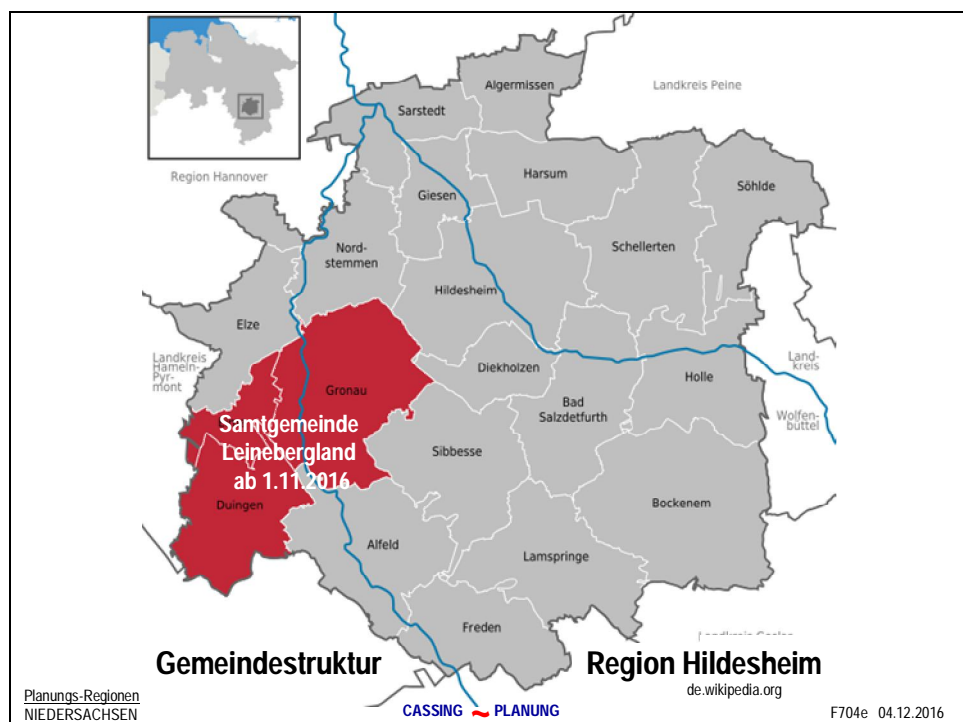 Algermissen
Landkreis Peine
Sarstedt
Region Hannover
Harsum
Söhlde
Giesen
Nord-
stemmen
Schellerten
Hildesheim
Elze
Landkreis
Hameln-
Pyr-
mont
Diekholzen
Holle
Land-
kreis
Wolfen-
büttel
Gronau
Bad
Salzdetfurth
Samtgemeinde
Leinebergland
ab 1.11.2016
Sibbesse
Duingen
Bockenem
Alfeld
Lamspringe
Freden
Gemeindestruktur
Region Hildesheim
de.wikipedia.org
Planungs-Regionen
NIEDERSACHSEN
CASSING ~ PLANUNG
F704e 04.12.2016